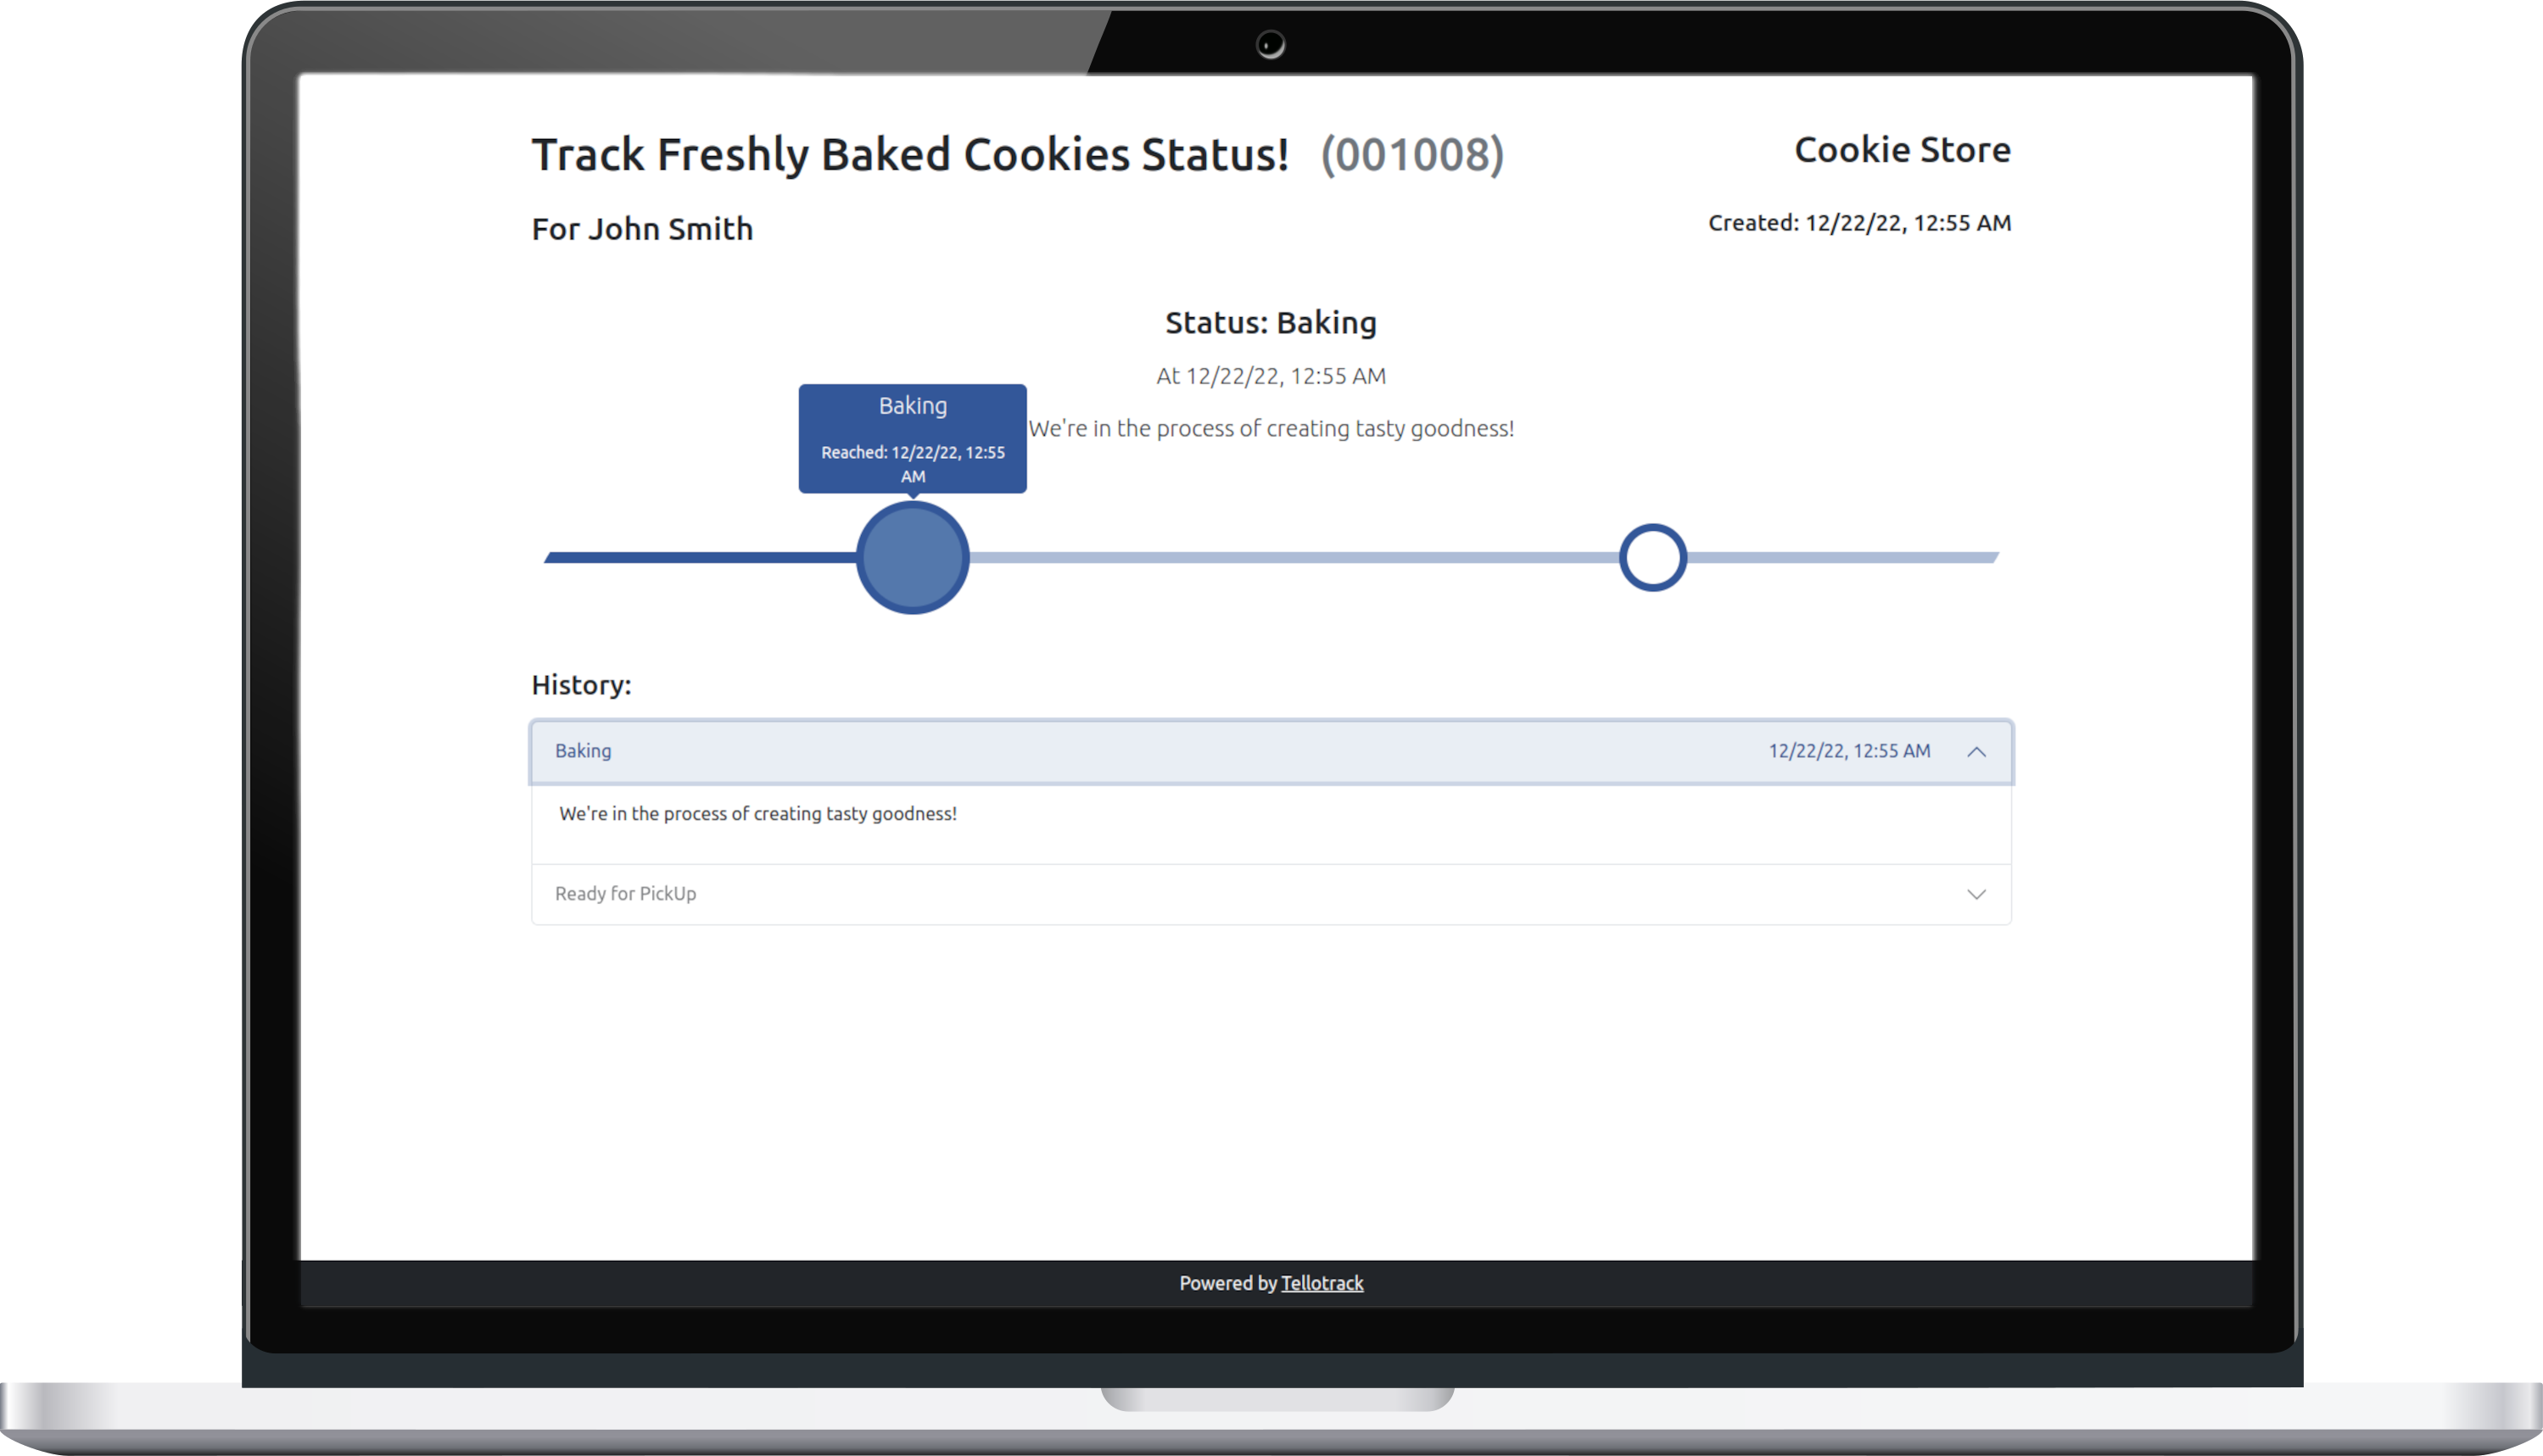 Track Freshly Baked Cookies Status! (001008)
Cookie Store
For John Smith
Created: 12/22/22, 12:55 AM
Status: Baking
At 12/22/22, 12:55 AM
We're in the process of creating tasty goodness!
Baking
Reached: 12/22/22, 12:55
AM
History:
Baking 12/22/22, 12:55 AM
We're in the process of creating tasty goodness!
Ready for PickUp
Powered by Tellotrack